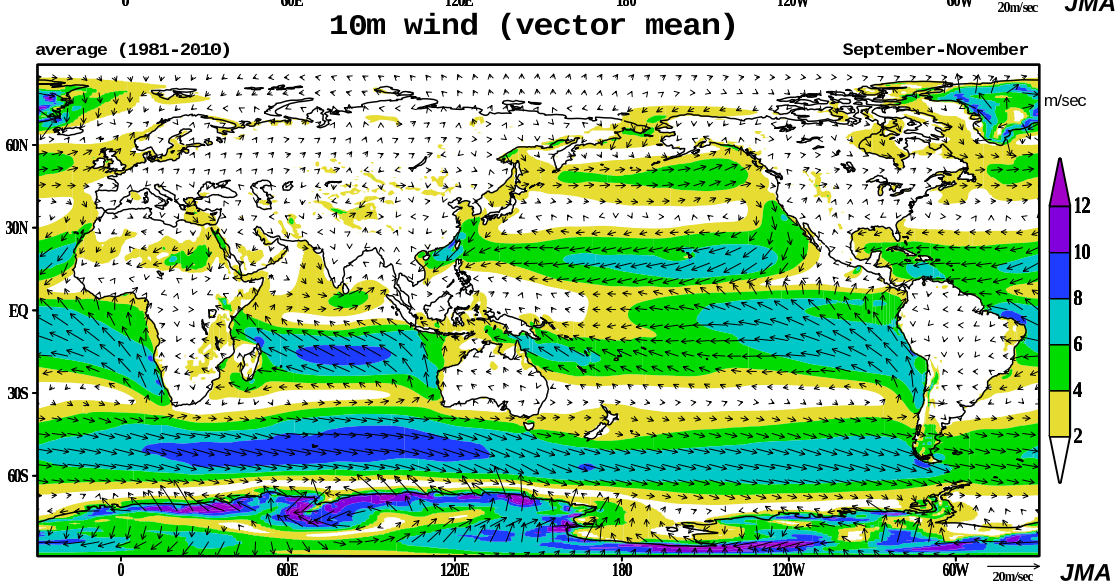 0 60E 120E 180 120W 60W 20m/sec JMA
10m wind (vector mean)
average (1981-2010) September-November
m/sec
60N
30N
EQ
30S
60S
12
10
8
6
4
2
0 60E 120E 180 120W 60W 20m/sec JMA